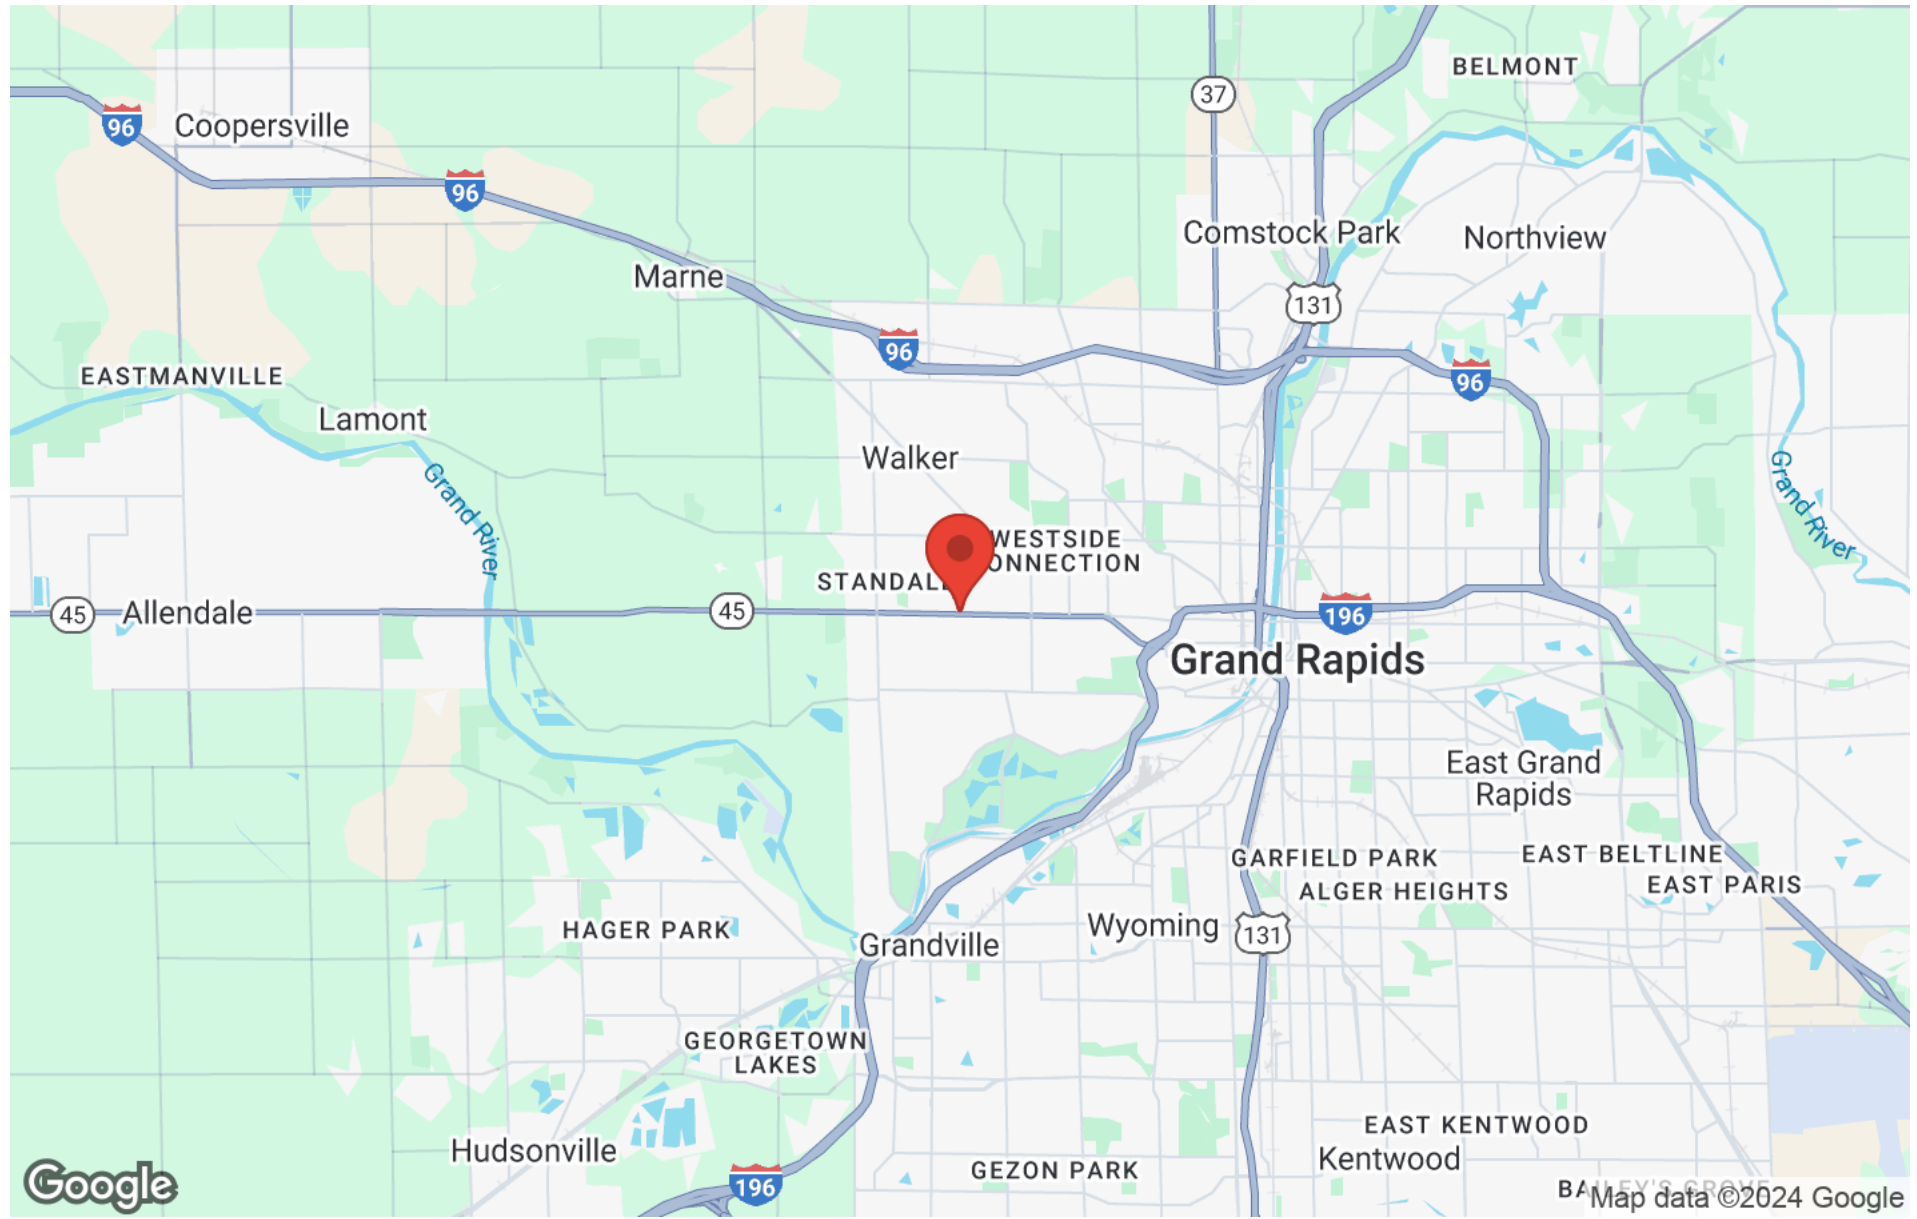 BELMONT
37
96
Coopersville
96
Comstock Park
Northview
Marne
131
96
96
EASTMANVILLE
Lamont
Walker
Grand River
Grand River
WESTSIDE
ONNECTION
STANDAL
45
Allendale
45
196
Grand Rapids
East Grand
Rapids
GARFIELD PARK
EAST BELTLINE
ALGER HEIGHTS
EAST PARIS
HAGER PARK
Wyoming
131
Grandville
GEORGETOWN
LAKES
EAST KENTWOOD
Hudsonville
Kentwood
GEZON PARK
196
Google
Map data ©2024 Google